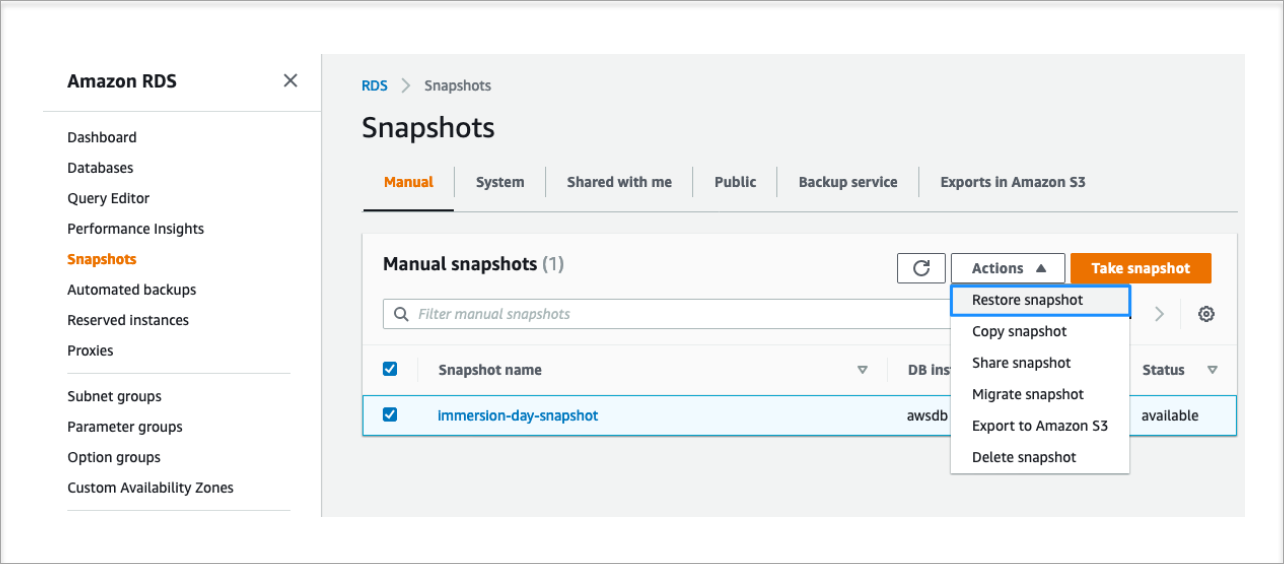 Amazon RDS
Dashboard
Databases
Query Editor
Performance Insights
Snapshots
Automated backups
Reserved instances
Proxies
Subnet groups
Parameter groups
Option groups
Custom Availability Zones
RDS > Snapshots
Snapshots
Manual System Shared with me Public Backup service Exports in Amazon S3
Manual snapshots (1)
Actions Take snapshot
Filter manual snapshots
Restore snapshot
Copy snapshot
Share snapshot
Migrate snapshot
Export to Amazon S3
Delete snapshot
Snapshot name DB Status
immersion-day-snapshot awsdb available